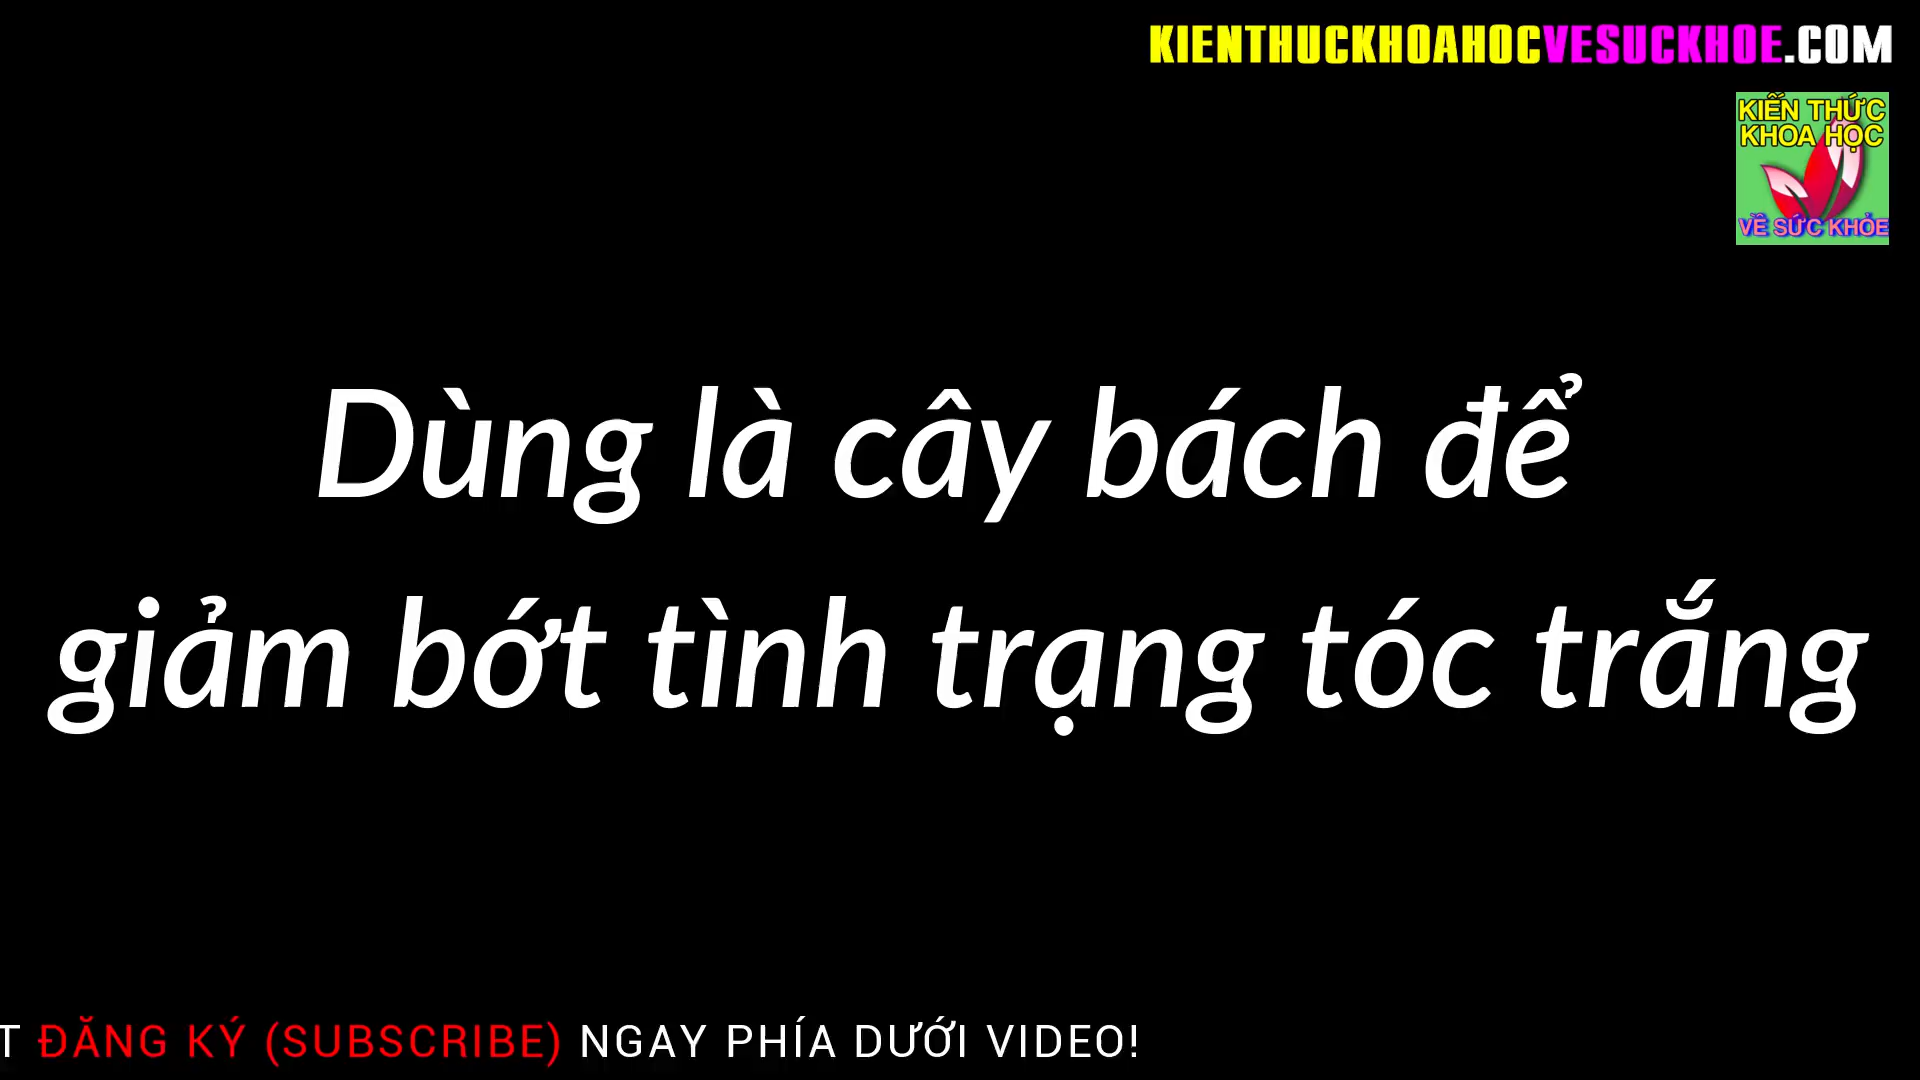 KIENTHUCKHOAHOCVESUCKHOE.COM
KIẾN THỨC
KHOA HỌC
VỀ SỨC KHỎE
Dùng là cây bách để
giảm bớt tình trạng tóc trắng
T ĐĂNG KÝ (SUBSCRIBE) NGAY PHÍA DƯỚI VIDEO!